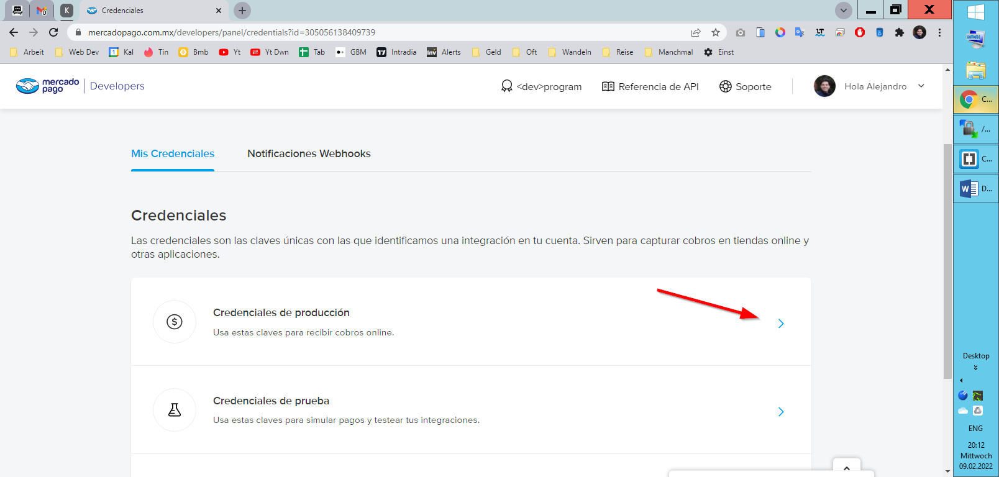 Credenciales
mercadopago.com.mx/developers/panel/credentials?id=305056138409739
Arbeit
Web Dev
Kal
Tin
Bmb
Yt
Yt Dwn
Tab
GBM
Intradia
Alerts
Geld
Oft
Wandeln
Reise
Manchmal
Einst
mercado
pago
Developers
<dev>program
Referencia de API
Soporte
Hola Alejandro
Mis Credenciales
Notificaciones Webhooks
Credenciales
Las credenciales son las claves únicas con las que identificamos una integración en tu cuenta. Sirven para capturar cobros en tiendas online y
otras aplicaciones.
Credenciales de producción
Usa estas claves para recibir cobros online.
Credenciales de prueba
Usa estas claves para simular pagos y testear tus integraciones.
C...
/...
C...
D...
Desktop
ENG
20:12
Mittwoch
09.02.2022